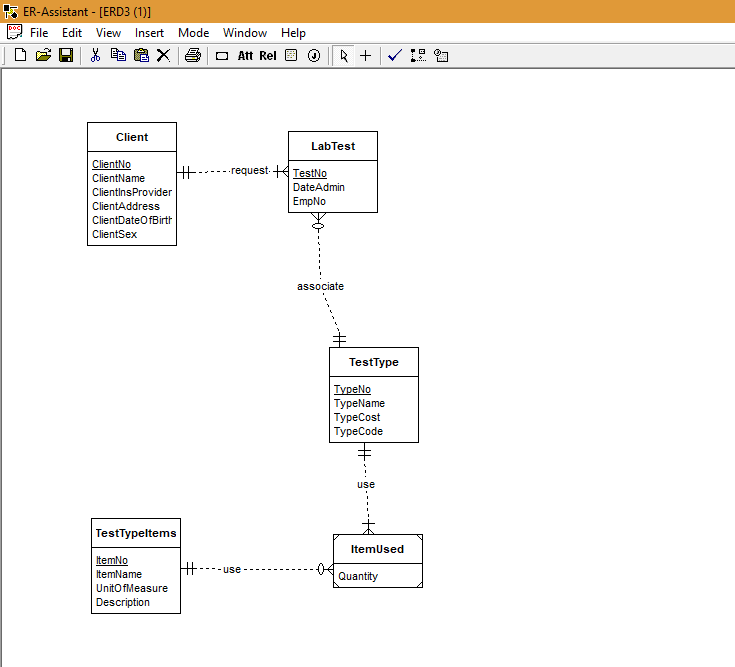 ER-Assistant - [ERD3 (1)]
File Edit View Insert Mode Window Help
Att Rel
Client
ClientNo
ClientName
ClientInsProvider
ClientAddress
ClientDateOfBirth
ClientSex
request
LabTest
TestNo
DateAdmin
EmpNo
associate
TestType
TypeNo
TypeName
TypeCost
TypeCode
use
TestTypeItems
ItemNo
ItemName
UnitOfMeasure
Description
use
ItemUsed
Quantity